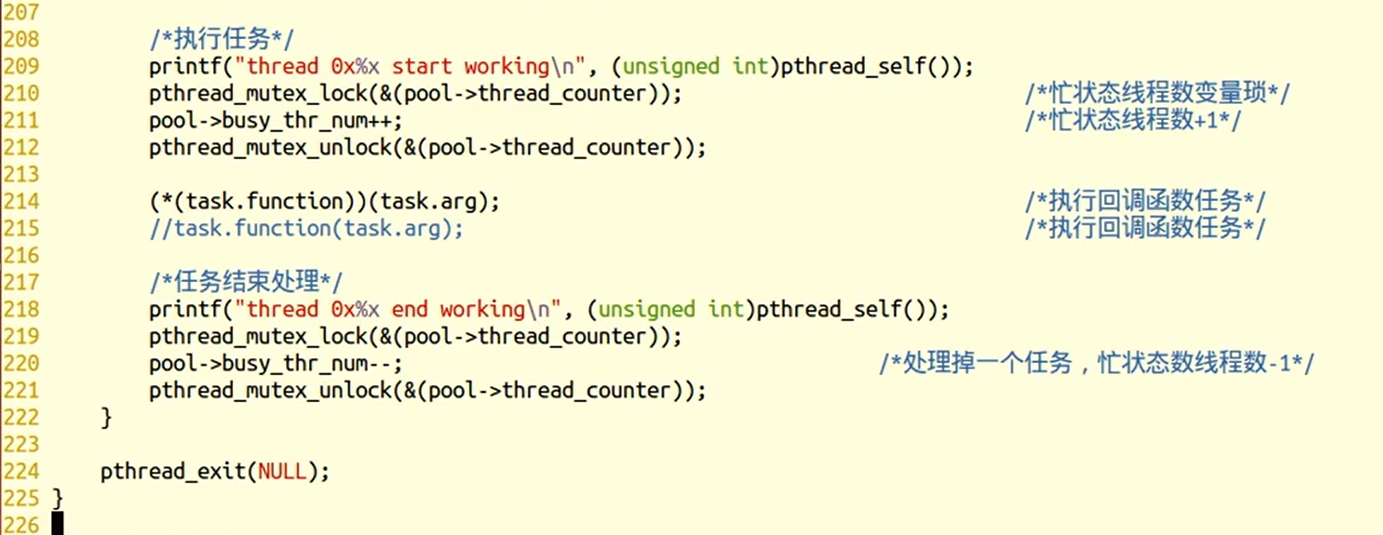 207
208 /*执行任务*/
209 printf("thread 0x%x start working\n", (unsigned int)pthread_self());
210 pthread_mutex_lock(&(pool->thread_counter)); /*忙状态线程数变量琐*/
211 pool->busy_thr_num++; /*忙状态线程数+1*/
212 pthread_mutex_unlock(&(pool->thread_counter));
213
214 (*(task.function))(task.arg); /*执行回调函数任务*/
215 //task.function(task.arg); /*执行回调函数任务*/
216
217 /*任务结束处理*/
218 printf("thread 0x%x end working\n", (unsigned int)pthread_self());
219 pthread_mutex_lock(&(pool->thread_counter));
220 pool->busy_thr_num--; /*处理掉一个任务，忙状态数线程数-1*/
221 pthread_mutex_unlock(&(pool->thread_counter));
222 }
223
224 pthread_exit(NULL);
225 }
226